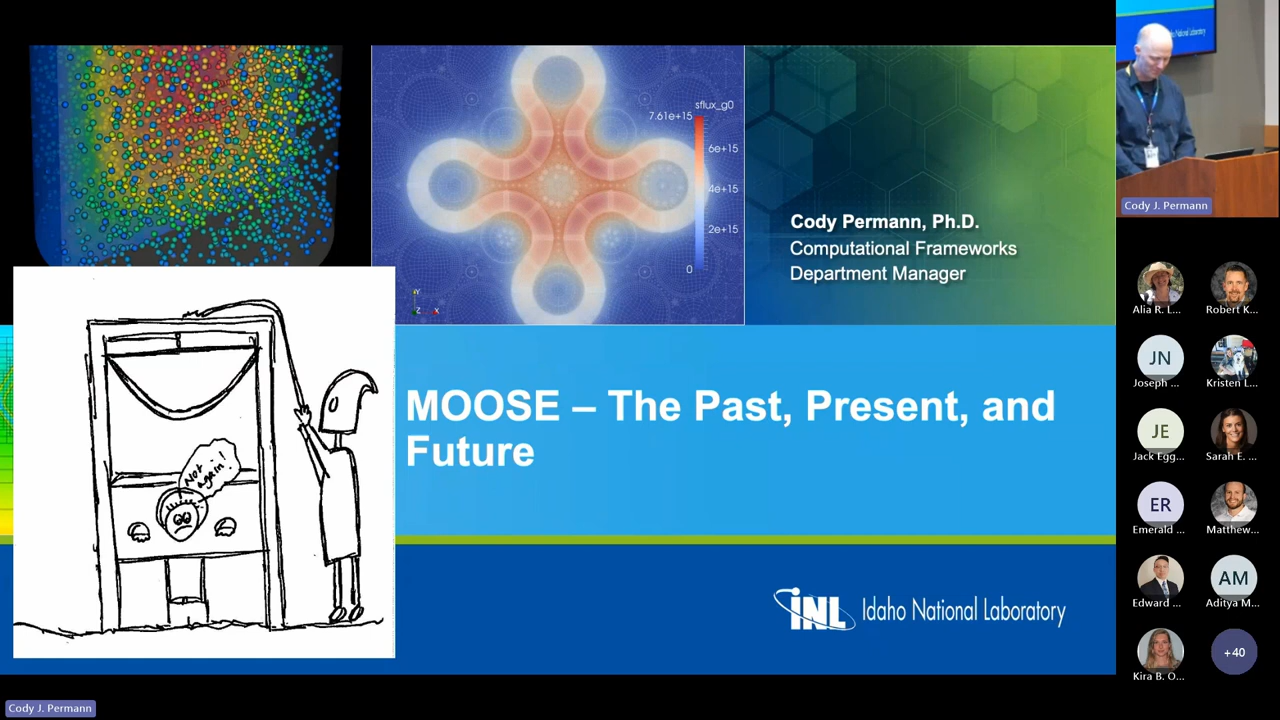 sflux_g0
7.61e+15
6e+15
4e+15
2e+15
0
Y
Z
X
Cody Permann, Ph.D.
Computational Frameworks
Department Manager
Not
again!
MOOSE – The Past, Present, and
Future
INL Idaho National Laboratory
Cody J. Permann
Cody J. Permann
Alia R. L...
Robert K...
JN
Joseph ...
Kristen L...
JE
Jack Egg...
Sarah E. ...
ER
Emerald ...
Matthew...
Edward ...
AM
Aditya M...
Kira B. O...
+40